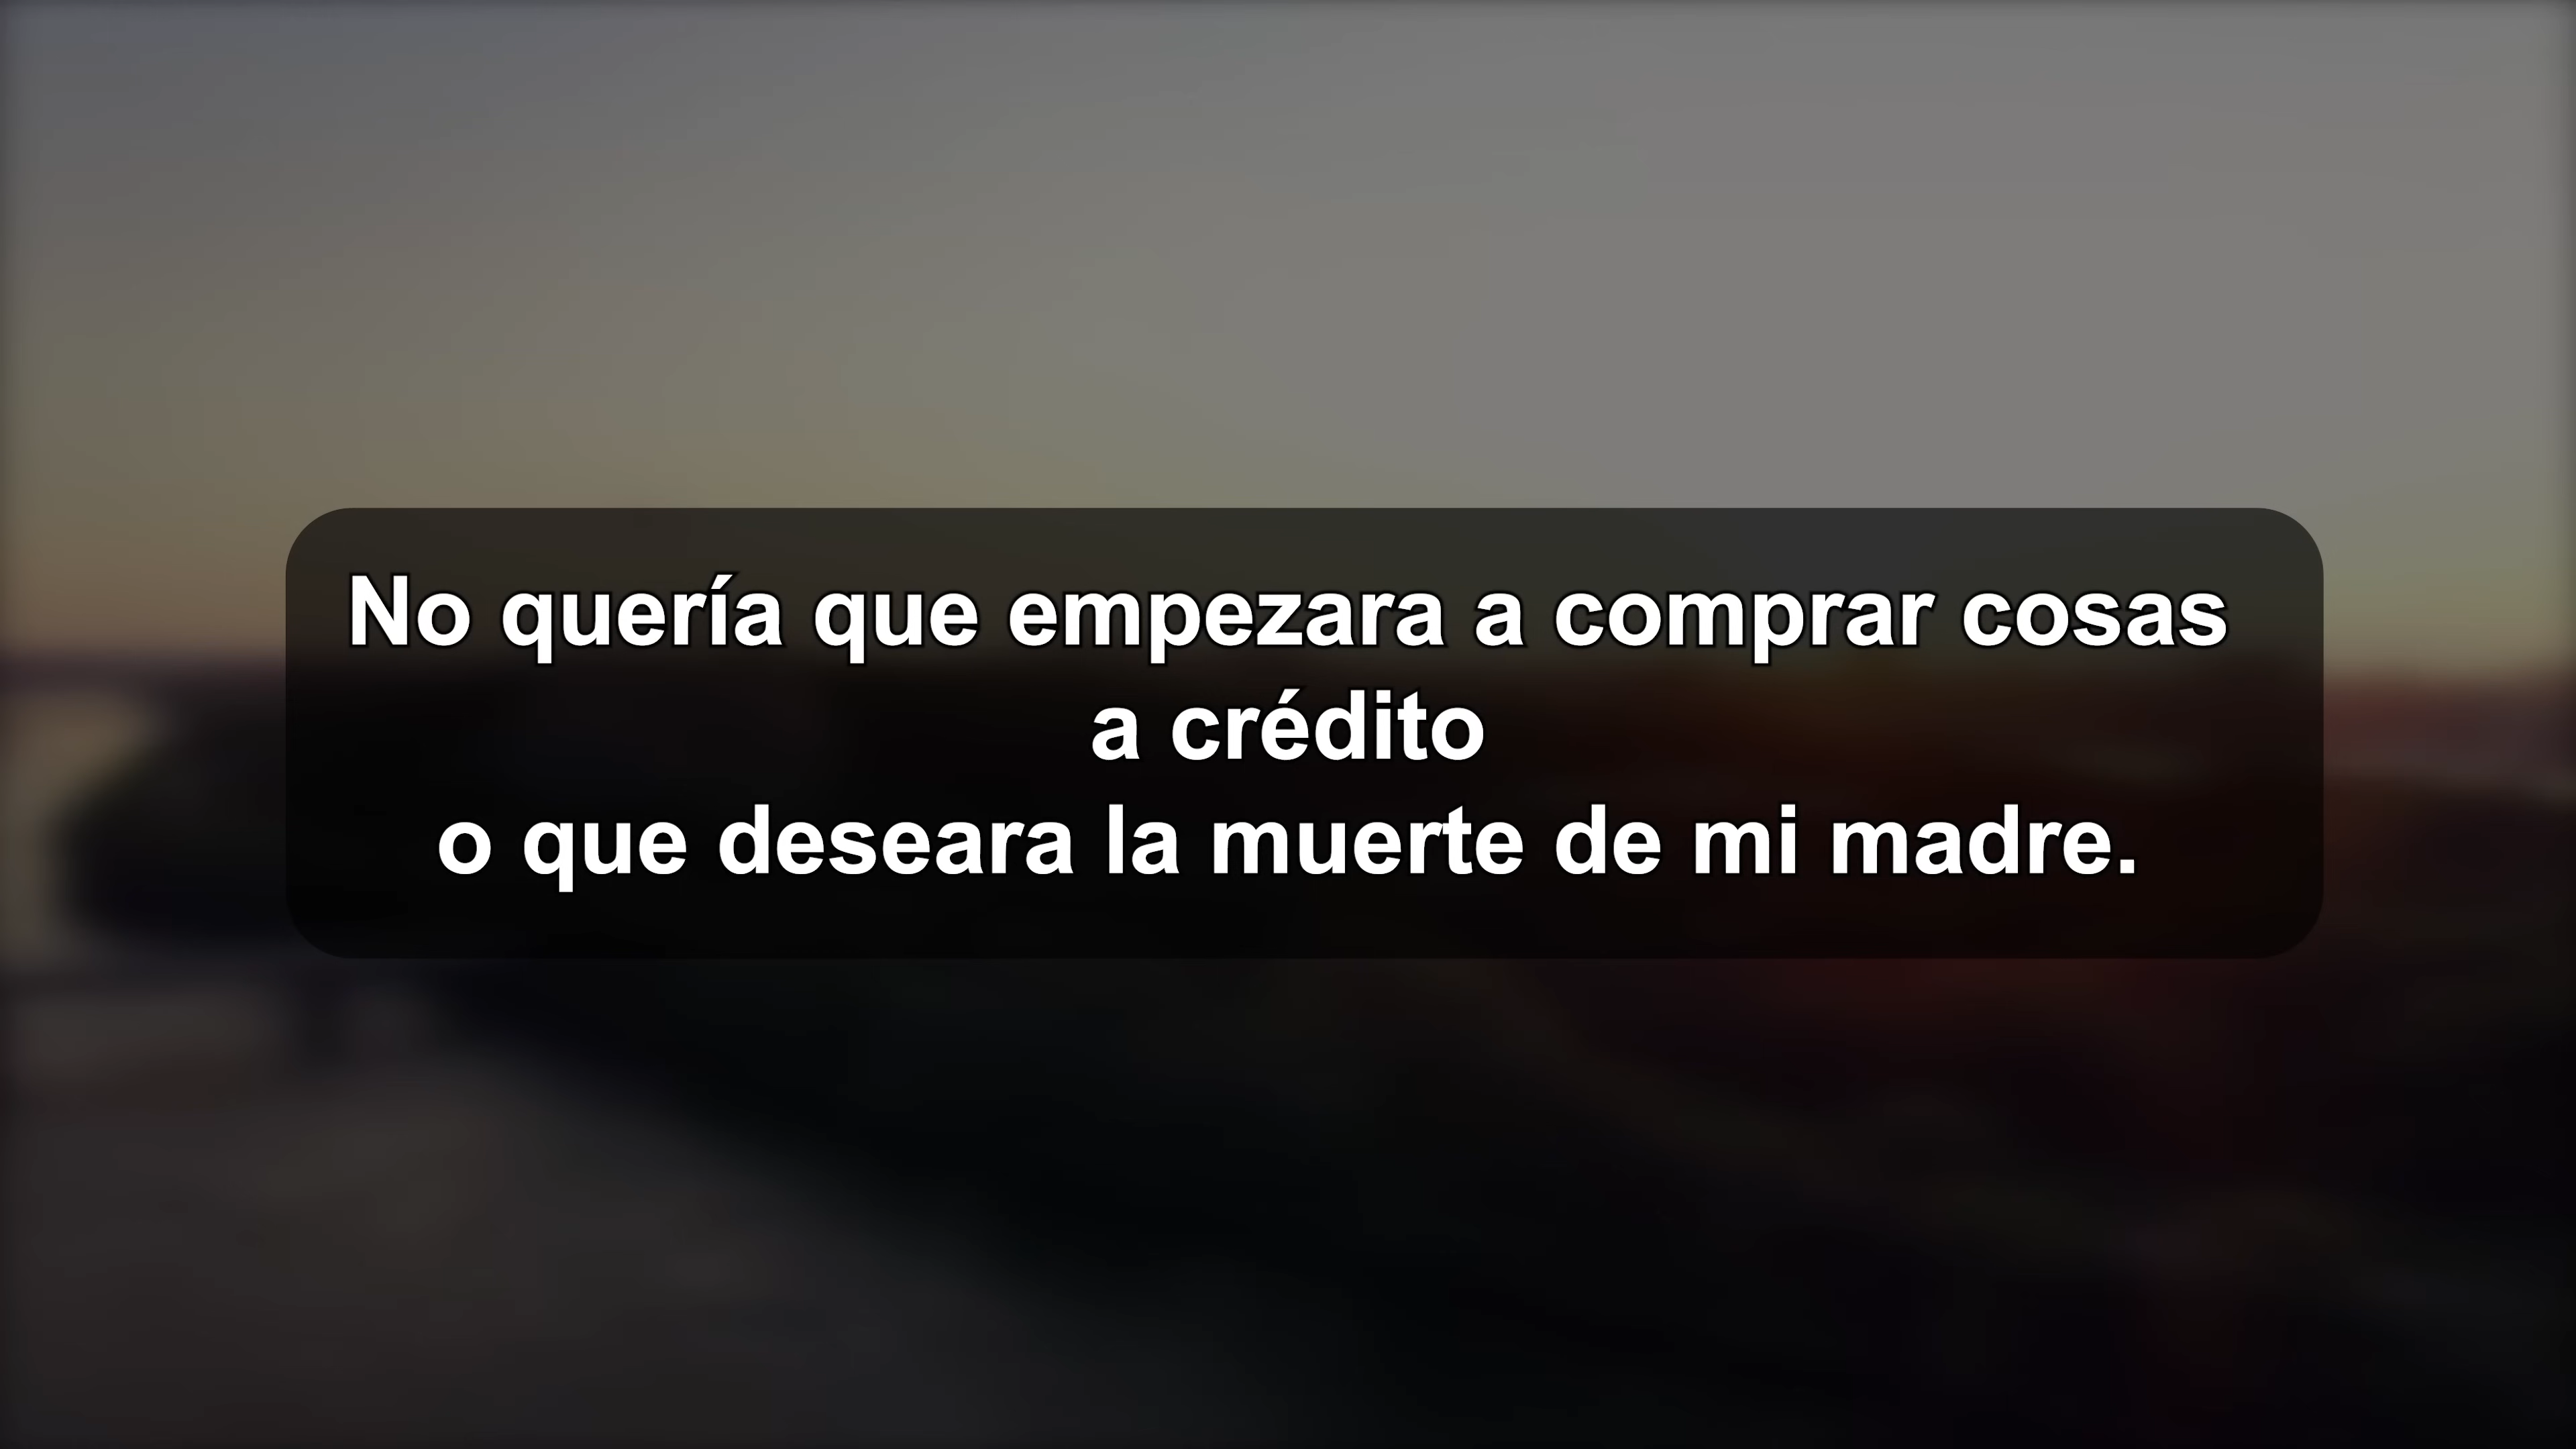 No quería que empezara a comprar cosas
a crédito
o que deseara la muerte de mi madre.